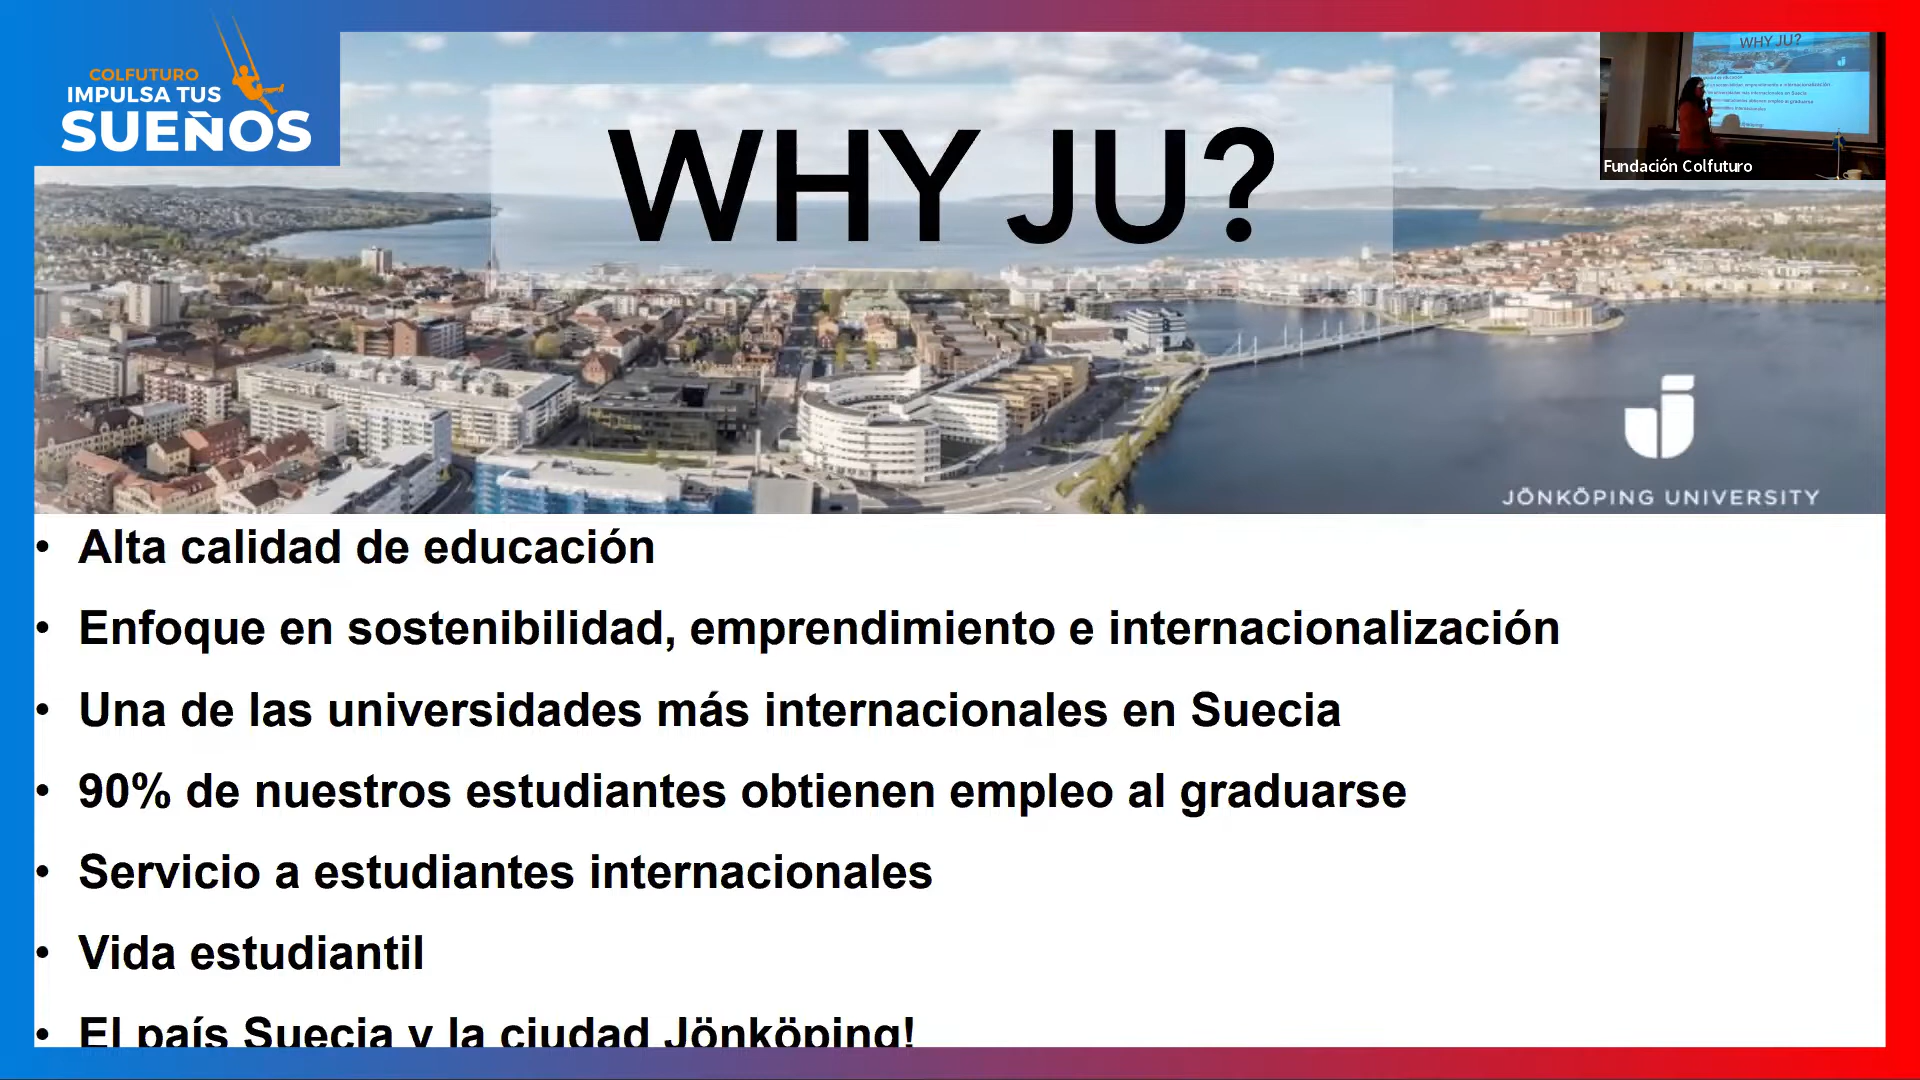 COLFUTURO
IMPULSA TUS
SUEÑOS
WHY JU?
WHY JU?
Fundación Colfuturo
JÖNKÖPING UNIVERSITY
• Alta calidad de educación
• Enfoque en sostenibilidad, emprendimiento e internacionalización
• Una de las universidades más internacionales en Suecia
• 90% de nuestros estudiantes obtienen empleo al graduarse
• Servicio a estudiantes internacionales
• Vida estudiantil
• El país Suecia y la ciudad Jönköping!